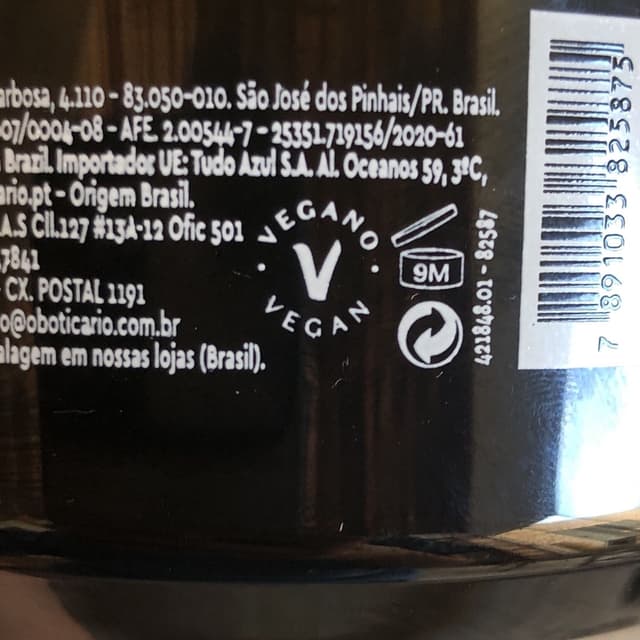 arbosa, 4.110 - 83.050-010. São José dos Pinhais/PR. Brasil.
07/0004-08 - AFE 2.00544-7 - 25351.719156/2020-61
Brazil. Importador UE: Tudo Azul S.A. Al. Oceanos 59, 3ºC,
ario.pt - Origem Brasil.
A.S Cll.127 #13A-12 Ofic 501
7841
CX. POSTAL 1191
o@oboticario.com.br
alagem em nossas lojas (Brasil).
VEGANO
V
VEGAN
9M
421848.01 - 82587
7 891033 825875